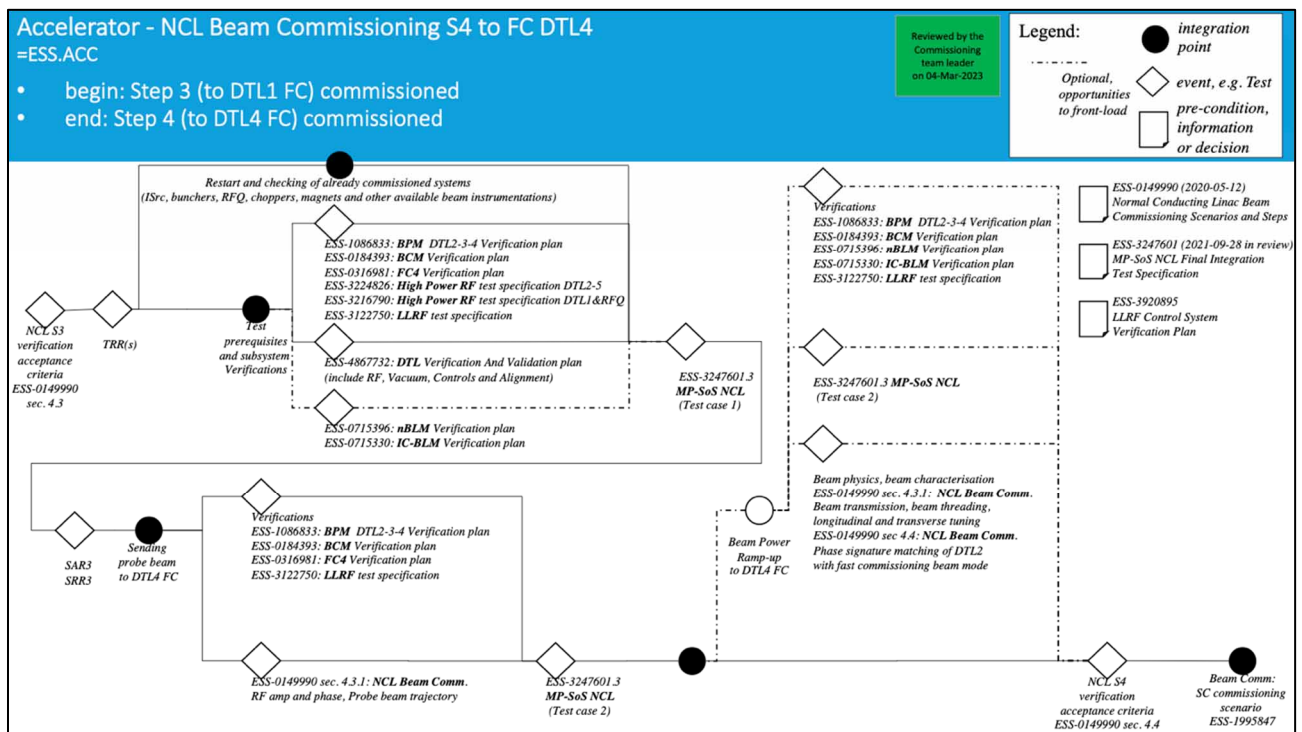 Accelerator - NCL Beam Commissioning S4 to FC DTL4
=ESS.ACC
• begin: Step 3 (to DTL1 FC) commissioned
• end: Step 4 (to DTL4 FC) commissioned
Reviewed by the
Commissioning
team leader
on 04-Mar-2023
Legend:
integration
point
Optional,
opportunities
to front-load
event, e.g. Test
pre-condition,
information
or decision
Restart and checking of already commissioned systems
(ISrc, bunchers, RFQ, choppers, magnets and other available beam instrumentations)
ESS-1086833: BPM DTL2-3-4 Verification plan
ESS-0184393: BCM Verification plan
ESS-0316981: FC4 Verification plan
ESS-3224826: High Power RF test specification DTL2-5
ESS-3216790: High Power RF test specification DTL1&RFQ
ESS-3122750: LLRF test specification
NCL S3
verification
acceptance
criteria
ESS-0149990
sec. 4.3
TRR(s)
Test
prerequisites
and subsystem
Verifications
ESS-4867732: DTL Verification And Validation plan
(include RF, Vacuum, Controls and Alignment)
ESS-0715396: nBLM Verification plan
ESS-0715330: IC-BLM Verification plan
ESS-3247601.3
MP-SoS NCL
(Test case 1)
Verifications
ESS-1086833: BPM DTL2-3-4 Verification plan
ESS-0184393: BCM Verification plan
ESS-0715396: nBLM Verification plan
ESS-0715330: IC-BLM Verification plan
ESS-3122750: LLRF test specification
ESS-0149990 (2020-05-12)
Normal Conducting Linac Beam
Commissioning Scenarios and Steps
ESS-3247601 (2021-09-28 in review)
MP-SoS NCL Final Integration
Test Specification
ESS-3920895
LLRF Control System
Verification Plan
ESS-3247601.3 MP-SoS NCL
(Test case 2)
Beam physics, beam characterisation
ESS-0149990 sec. 4.3.1: NCL Beam Comm.
Beam transmission, beam threading,
longitudinal and transverse tuning
ESS-0149990 sec 4.4: NCL Beam Comm.
Phase signature matching of DTL2
with fast commissioning beam mode
Beam Power
Ramp-up
to DTL4 FC
SAR3
SRR3
Sending
probe beam
to DTL4 FC
Verifications
ESS-1086833: BPM DTL2-3-4 Verification plan
ESS-0184393: BCM Verification plan
ESS-0316981: FC4 Verification plan
ESS-3122750: LLRF test specification
ESS-0149990 sec. 4.3.1: NCL Beam Comm.
RF amp and phase, Probe beam trajectory
ESS-3247601.3
MP-SoS NCL
(Test case 2)
NCL S4
verification
acceptance criteria
ESS-0149990 sec. 4.4
Beam Comm:
SC commissioning
scenario
ESS-1995847